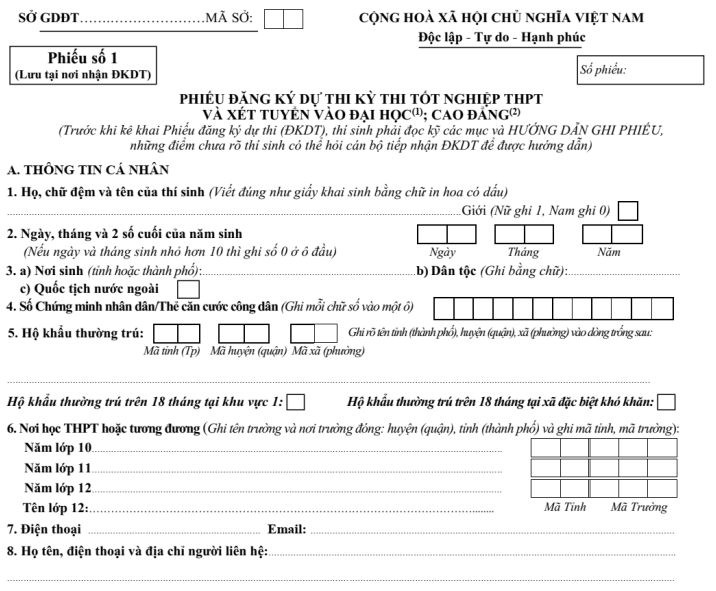 SỞ GDĐT……..……………………MÃ SỞ:
CỘNG HOÀ XÃ HỘI CHỦ NGHĨA VIỆT NAM
Độc lập - Tự do - Hạnh phúc
Phiếu số 1
(Lưu tại nơi nhận ĐKDT)
Số phiếu:
PHIẾU ĐĂNG KÝ DỰ THI KỲ THI TỐT NGHIỆP THPT
VÀ XÉT TUYỂN VÀO ĐẠI HỌC(1); CAO ĐẲNG(2)
(Trước khi kê khai Phiếu đăng ký dự thi (ĐKDT), thí sinh phải đọc kỹ các mục và HƯỚNG DẪN GHI PHIẾU,
những điểm chưa rõ thí sinh có thể hỏi cán bộ tiếp nhận ĐKDT để được hướng dẫn)
A. THÔNG TIN CÁ NHÂN
1. Họ, chữ đệm và tên của thí sinh (Viết đúng như giấy khai sinh bằng chữ in hoa có dấu)
Giới (Nữ ghi 1, Nam ghi 0)
2. Ngày, tháng và 2 số cuối của năm sinh
(Nếu ngày và tháng sinh nhỏ hơn 10 thì ghi số 0 ở ô đầu)
Ngày Tháng Năm
3. a) Nơi sinh (tỉnh hoặc thành phố): b) Dân tộc (Ghi bằng chữ):
c) Quốc tịch nước ngoài
4. Số Chứng minh nhân dân/Thẻ căn cước công dân (Ghi mỗi chữ số vào một ô)
5. Hộ khẩu thường trú: Ghi rõ tên tỉnh (thành phố), huyện (quận), xã (phường) vào dòng trống sau:
Mã tỉnh (Tp) Mã huyện (quận) Mã xã (phường)
Hộ khẩu thường trú trên 18 tháng tại khu vực 1: Hộ khẩu thường trú trên 18 tháng tại xã đặc biệt khó khăn:
6. Nơi học THPT hoặc tương đương (Ghi tên trường và nơi trường đóng: huyện (quận), tỉnh (thành phố) và ghi mã tỉnh, mã trường):
Năm lớp 10
Năm lớp 11
Năm lớp 12
Tên lớp 12:
Mã Tỉnh Mã Trường
7. Điện thoại Email:
8. Họ tên, điện thoại và địa chỉ người liên hệ: